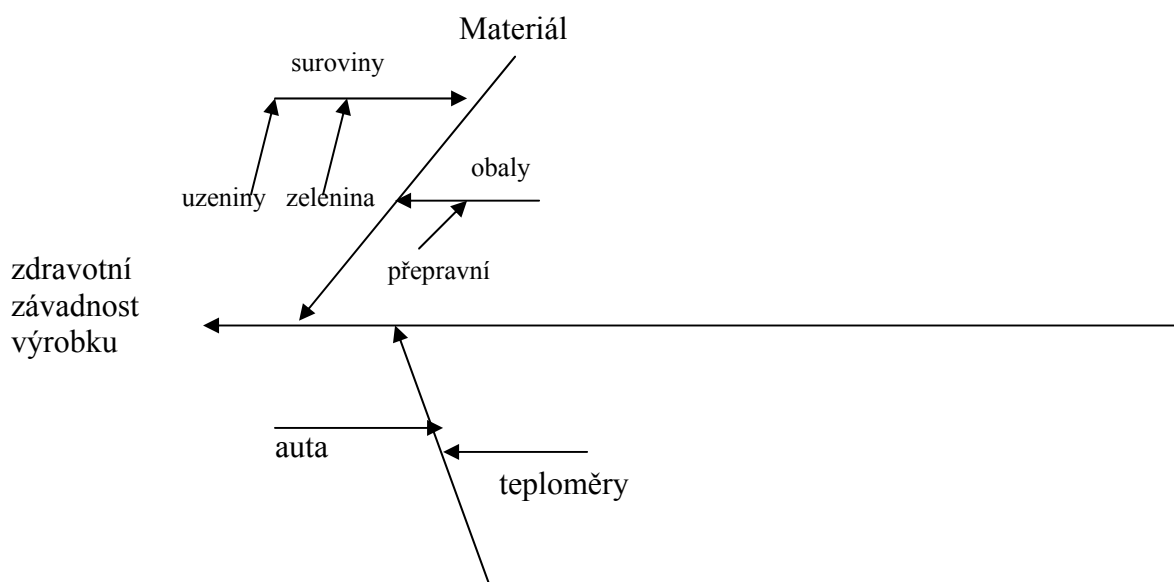 Materiál
suroviny
obaly
uzeniny zelenina
přepravní
zdravotní
závadnost
výrobku
auta
teploměry